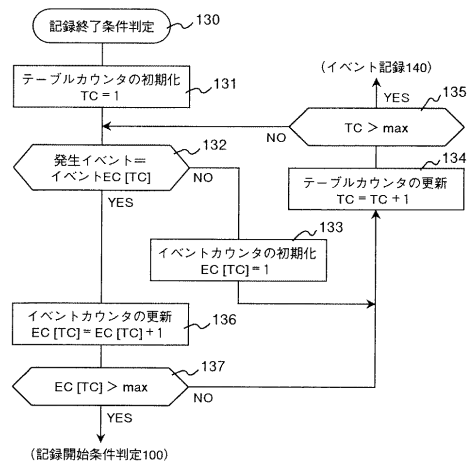 記録終了条件判定
130
テーブルカウンタの初期化
TC = 1
131
(イベント記録140)
YES
135
TC > max
NO
132
発生イベント=
イベントEC [TC]
NO
YES
134
テーブルカウンタの更新
TC = TC + 1
133
イベントカウンタの初期化
EC [TC] = 1
イベントカウンタの更新
EC [TC] = EC [TC] + 1
136
137
EC [TC] > max
NO
YES
(記録開始条件判定100)